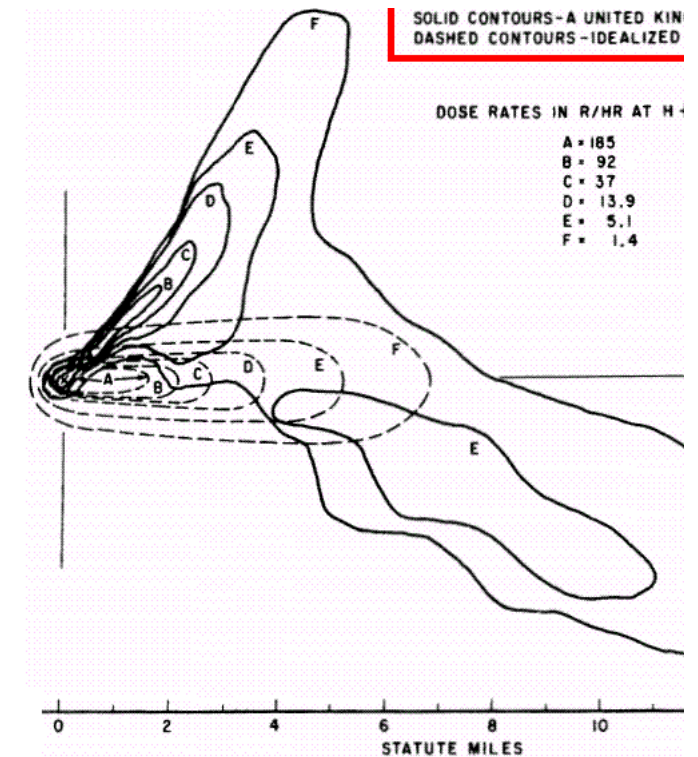 SOLID CONTOURS-A UNITED
DASHED CONTOURS-IDEALIZED
DOSE RATES IN R/HR AT H+
A = 185
B = 92
C = 37
D = 13.9
E = 5.1
F = 1.4
F
E
D
C
B
A
B
C
D
E
F
E
0 2 4 6 8 10
STATUTE MILES